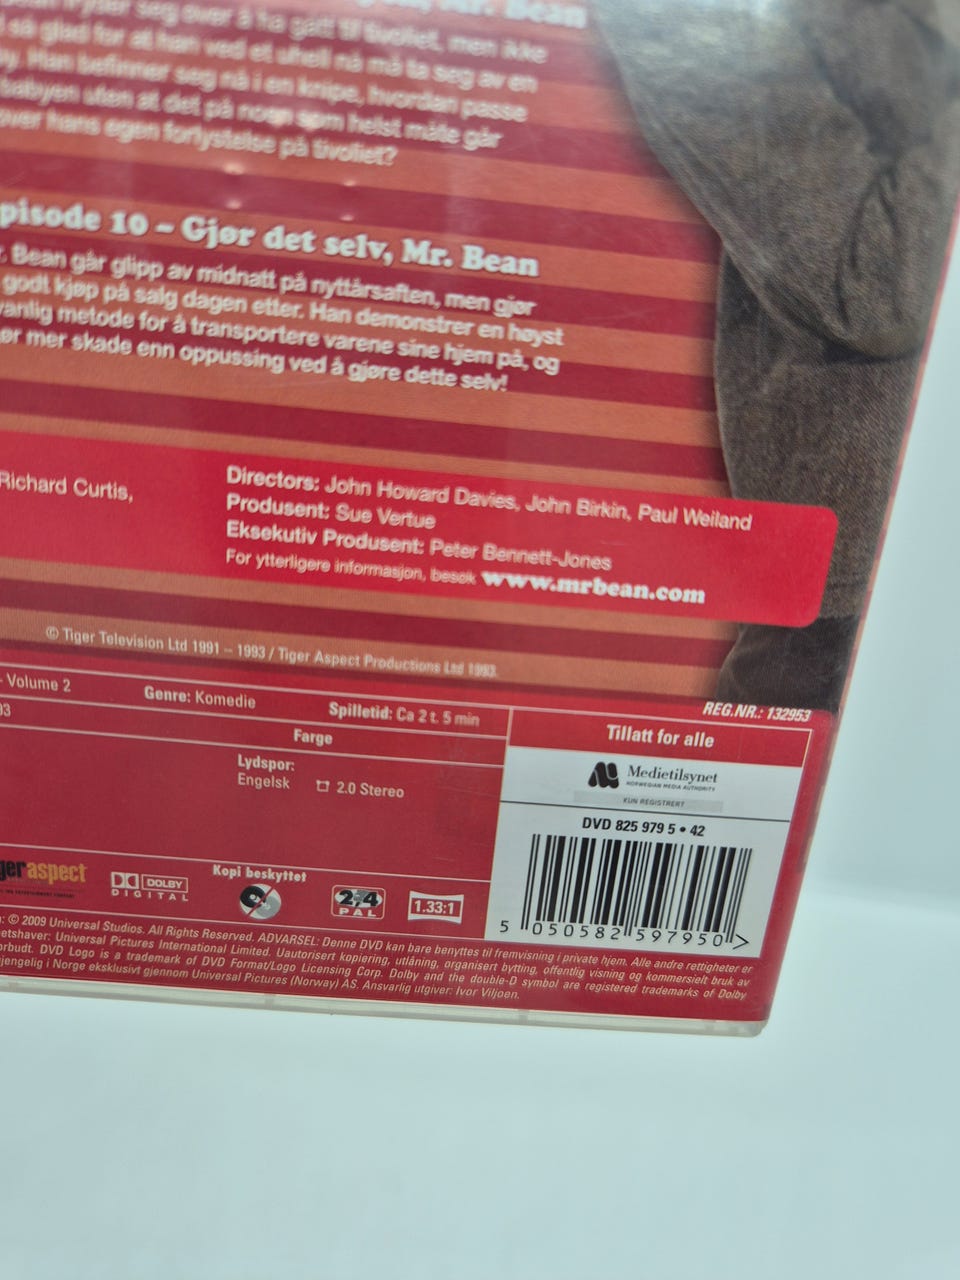 Mr. Bean
seg over å ha gått til tivoliet, men ikke
så glad for at han ved et uhell nå må ta seg av en
Han befinner seg nå i en knipe, hvordan passe
babyen uten at det på noen som helst måte går
over hans egen forlystelse på tivoliet?
pisode 10 – Gjør det selv, Mr. Bean
r. Bean går glipp av midnatt på nyttårsaften, men gjør
godt kjøp på salg dagen etter. Han demonstrer en høyst
vanlig metode for å transportere varene sine hjem på, og
ør mer skade enn oppussing ved å gjøre dette selv!
Richard Curtis,
Directors: John Howard Davies, John Birkin, Paul Weiland
Produsent: Sue Vertue
Eksekutiv Produsent: Peter Bennett-Jones
For ytterligere informasjon, besøk www.mrbean.com
© Tiger Television Ltd 1991 – 1993 / Tiger Aspect Productions Ltd 1993.
- Volume 2
Genre: Komedie
Spilletid: Ca 2 t. 5 min
REG.NR.: 132953
03
Farge
Tillatt for alle
Lydspor:
Engelsk
2.0 Stereo
Medietilsynet
NORWEGIAN MEDIA AUTHORITY
KUN REGISTRERT
DVD 825 979 5 • 42
geraspect
DOLBY
DIGITAL
Kopi beskyttet
2,4
PAL
1.33:1
5 050582 597950 >
: © 2009 Universal Studios. All Rights Reserved. ADVARSEL: Denne DVD kan bare benyttes til fremvisning i private hjem. Alle andre rettigheter er
etshaver: Universal Pictures International Limited. Uautorisert kopiering, utlåning, organisert bytting, offentlig visning og kommersielt bruk av
orbudt. DVD Logo is a trademark of DVD Format/Logo Licensing Corp. Dolby and the double-D symbol are registered trademarks of Dolby
jengelig i Norge eksklusivt gjennom Universal Pictures (Norway) AS. Ansvarlig utgiver: Ivor Viljoen.